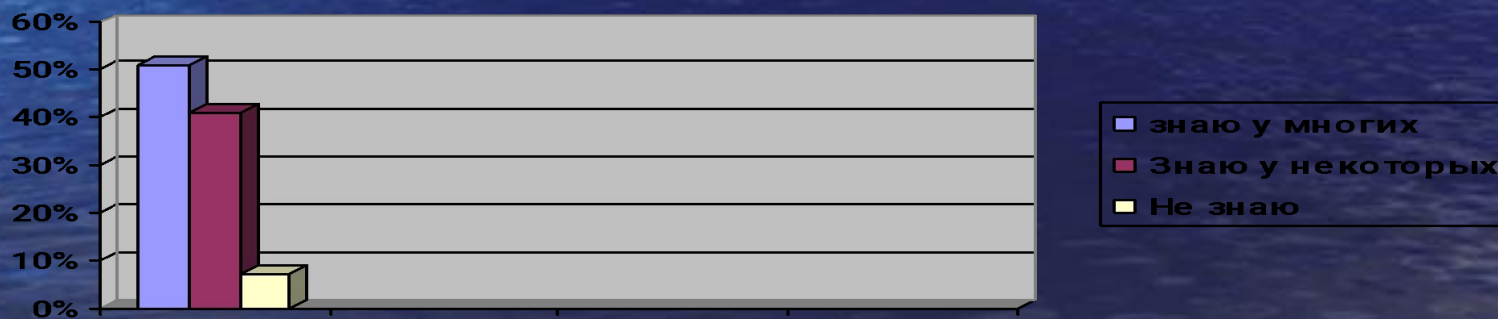 60%
50%
40%
30%
20%
10%
0%
знаю у многих
Знаю у некоторых
Не знаю